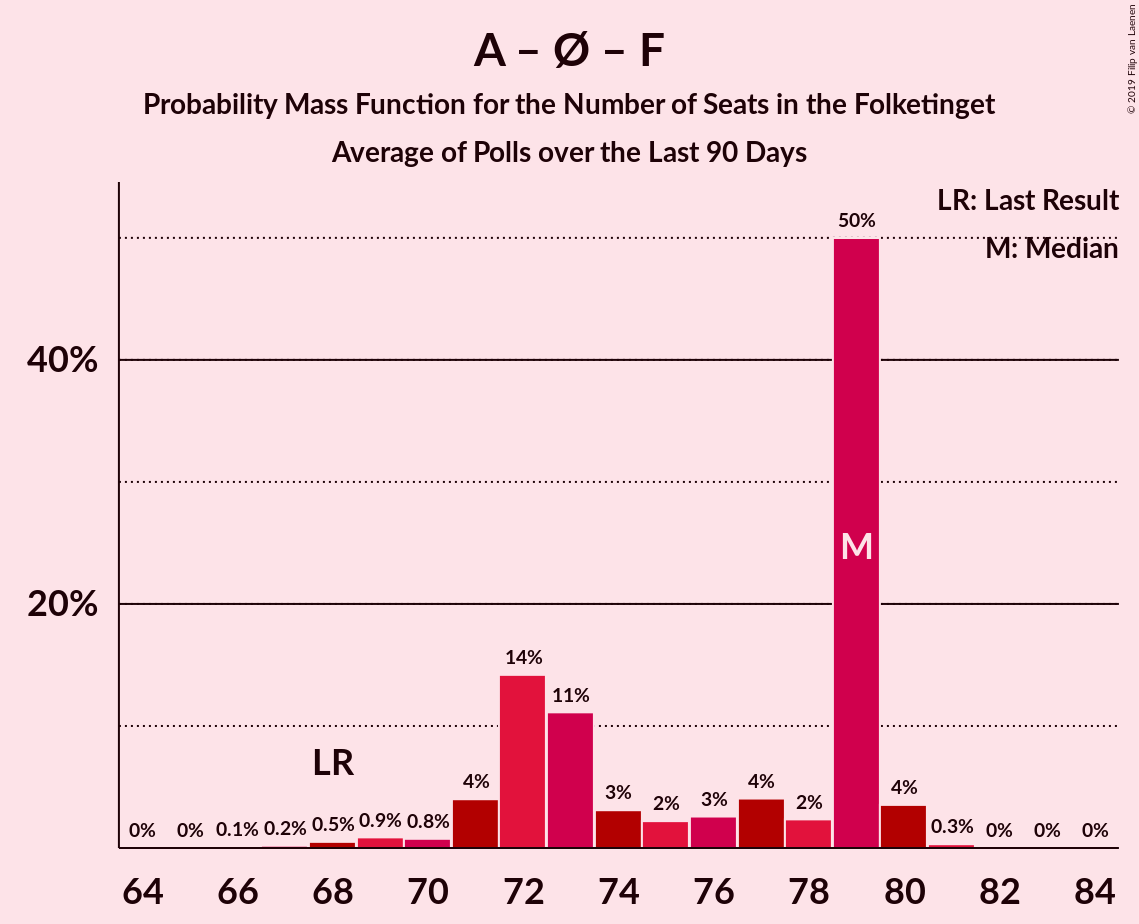 A – Ø – F
Probability Mass Function for the Number of Seats in the Folketinget
Average of Polls over the Last 90 Days
© 2019 Filip van Laenen
LR: Last Result
M: Median
50%
40%
20%
M
14%
11%
LR
0%
0%
0.1%
0.2%
0.5%
0.9%
0.8%
4%
3%
2%
3%
4%
2%
4%
0.3%
0%
0%
0%
64 66 68 70 72 74 76 78 80 82 84